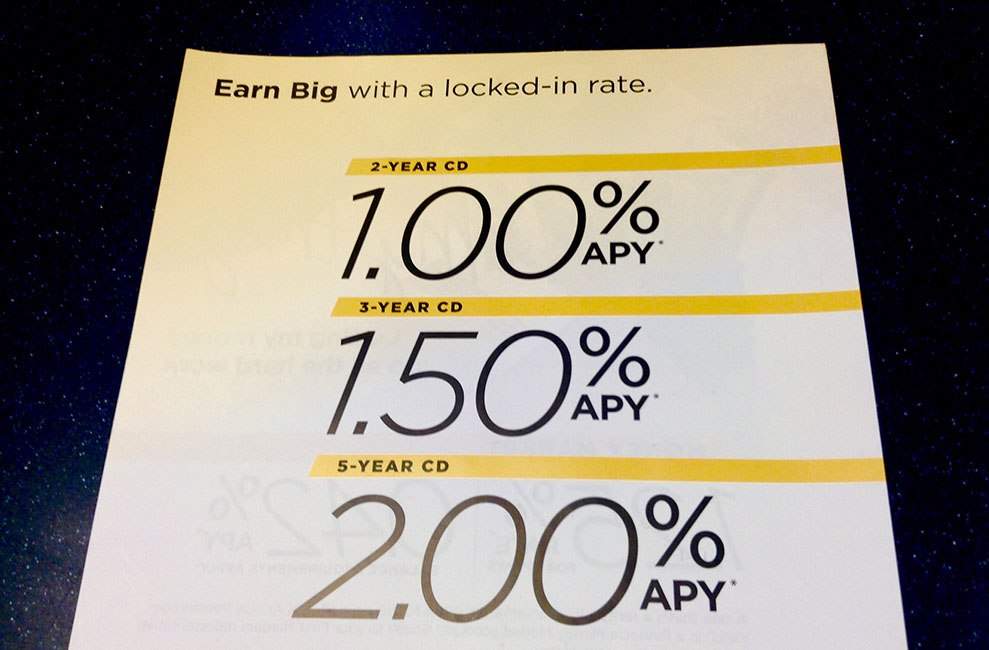 Earn Big with a locked-in rate.
2-YEAR CD
1.00% APY*
3-YEAR CD
1.50% APY*
5-YEAR CD
2.00% APY*